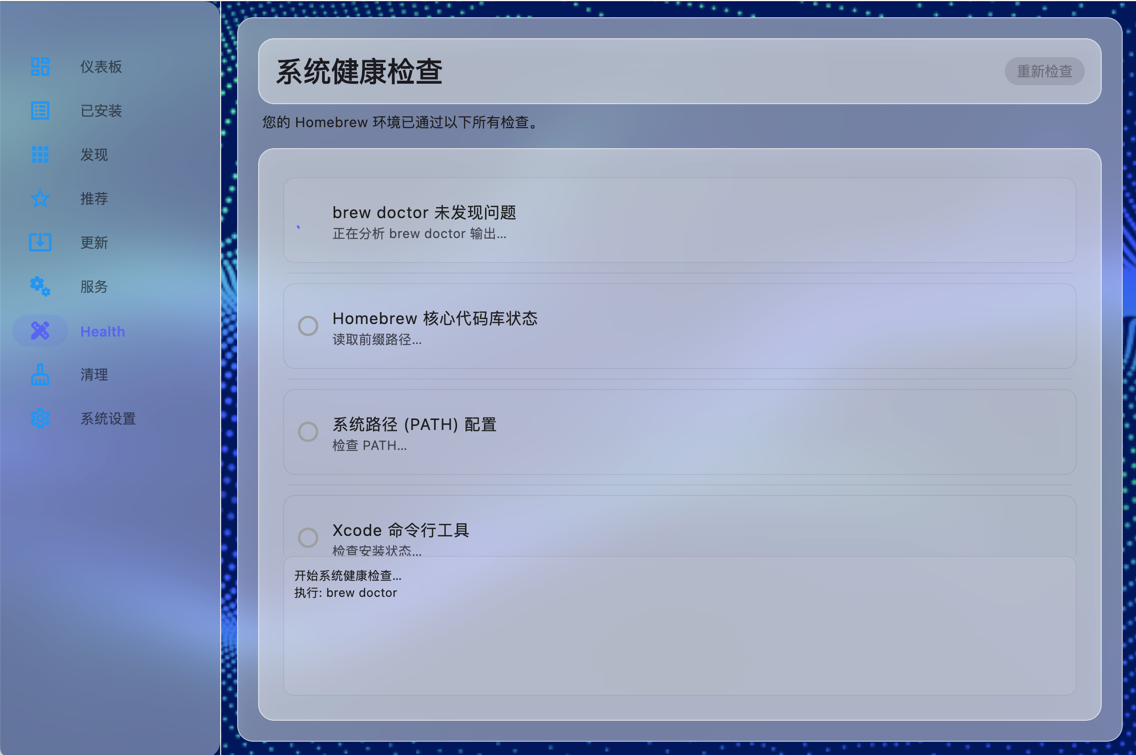 仪表板
已安装
发现
推荐
更新
服务
Health
清理
系统设置
系统健康检查
重新检查
您的 Homebrew 环境已通过以下所有检查。
brew doctor 未发现问题
正在分析 brew doctor 输出...
Homebrew 核心代码库状态
读取前缀路径...
系统路径 (PATH) 配置
检查 PATH...
Xcode 命令行工具
检查安装状态...
开始系统健康检查...
执行: brew doctor